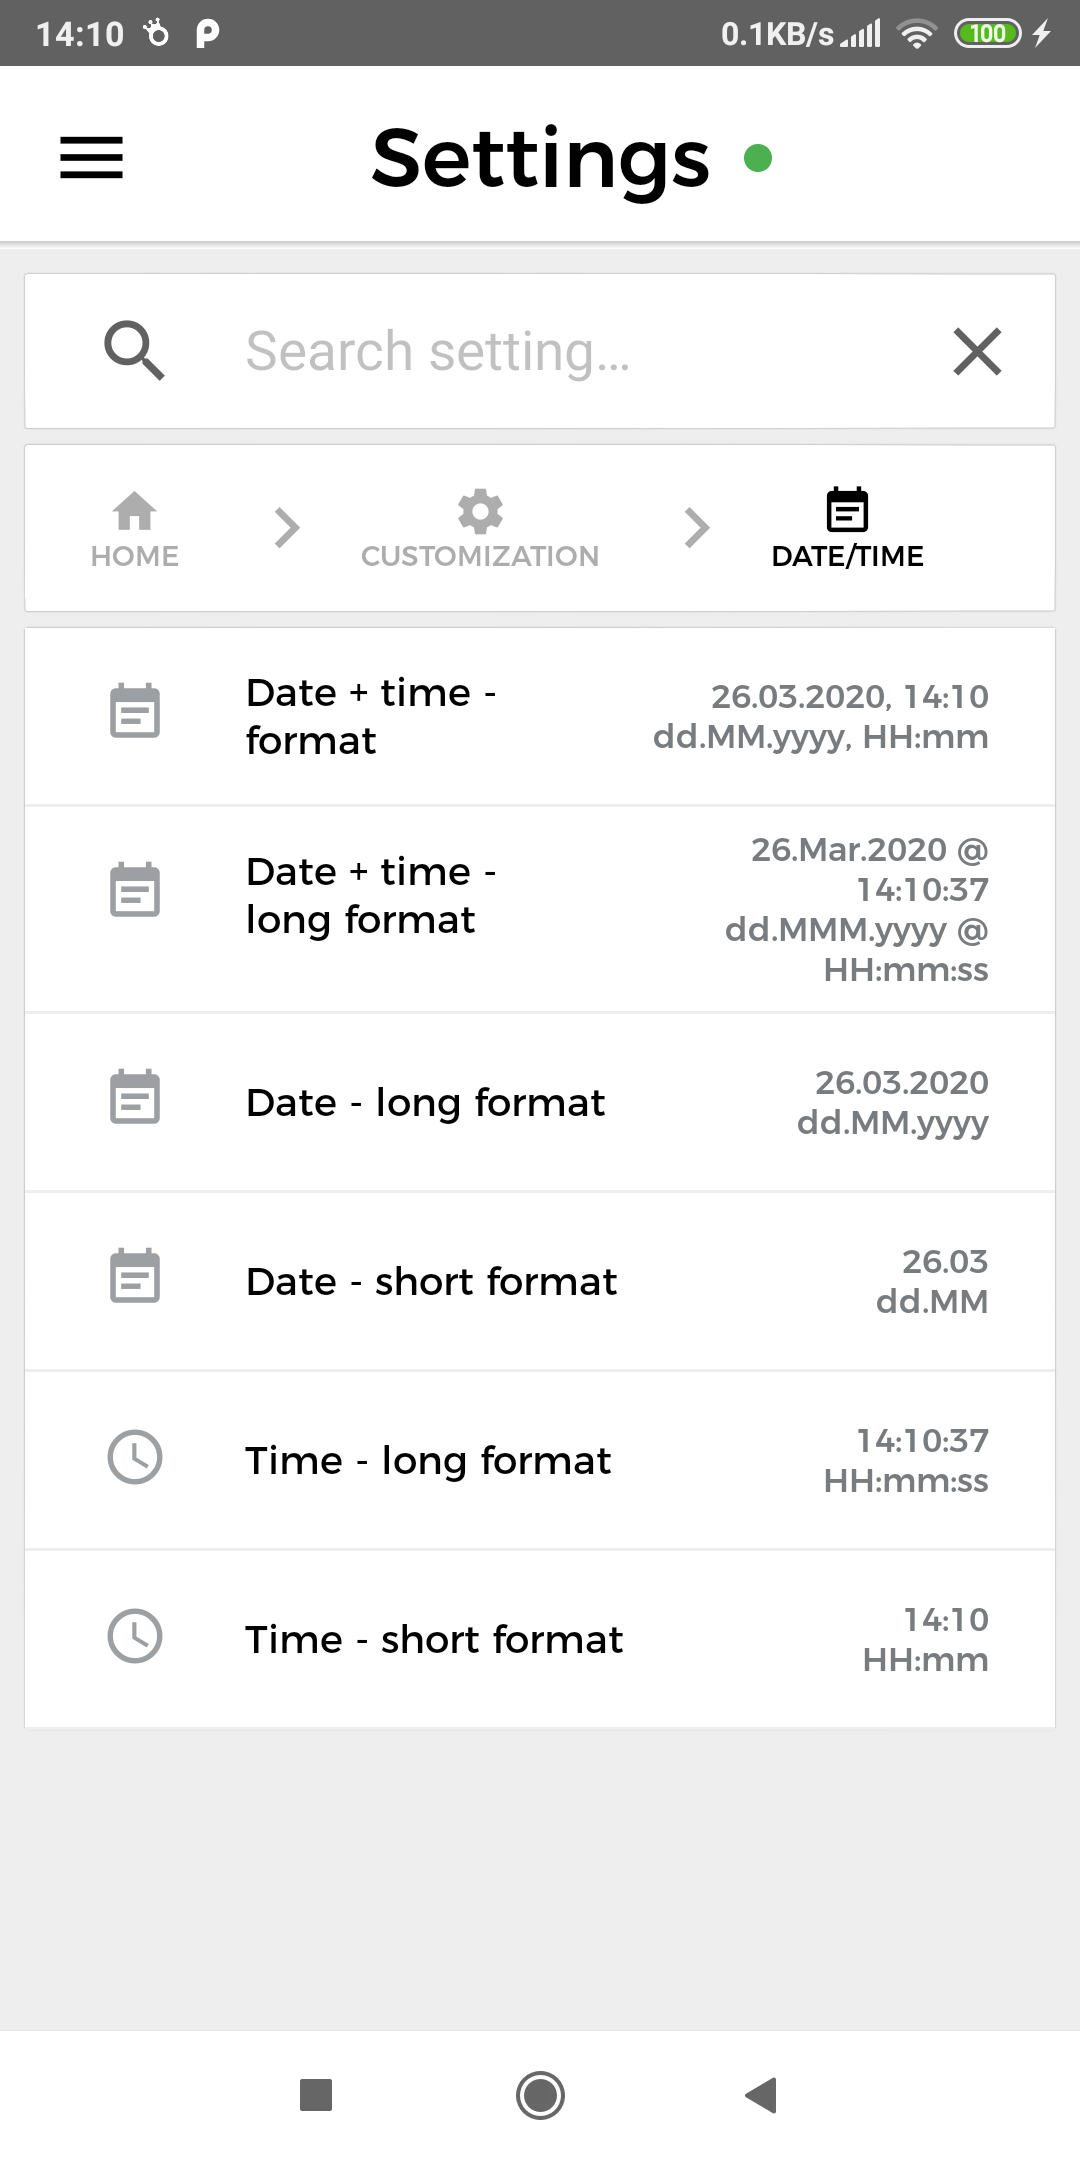 14:10 0.1KB/s 100
Settings
Search setting...
HOME CUSTOMIZATION DATE/TIME
Date + time -
format
26.03.2020, 14:10
dd.MM.yyyy, HH:mm
Date + time -
long format
26.Mar.2020 @
14:10:37
dd.MMM.yyyy @
HH:mm:ss
Date - long format
26.03.2020
dd.MM.yyyy
Date - short format
26.03
dd.MM
Time - long format
14:10:37
HH:mm:ss
Time - short format
14:10
HH:mm